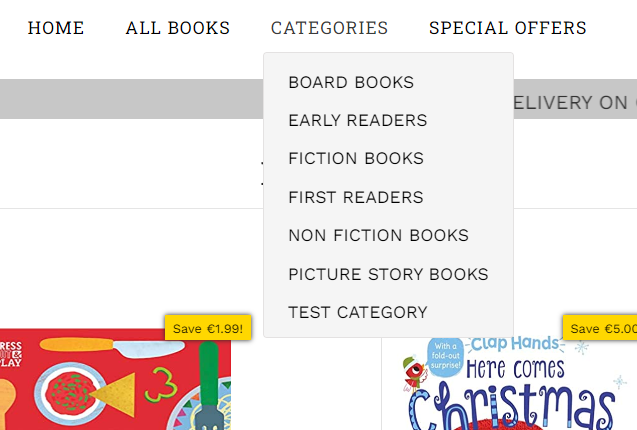 HOME ALL BOOKS CATEGORIES SPECIAL OFFERS
BOARD BOOKS
ELIVERY ON
EARLY READERS
FICTION BOOKS
FIRST READERS
NON FICTION BOOKS
PICTURE STORY BOOKS
TEST CATEGORY
Save €1.99!
Save €5.00
PLAY
With a
fold-out
surprise!
Clap Hands
Here comes
Christmas